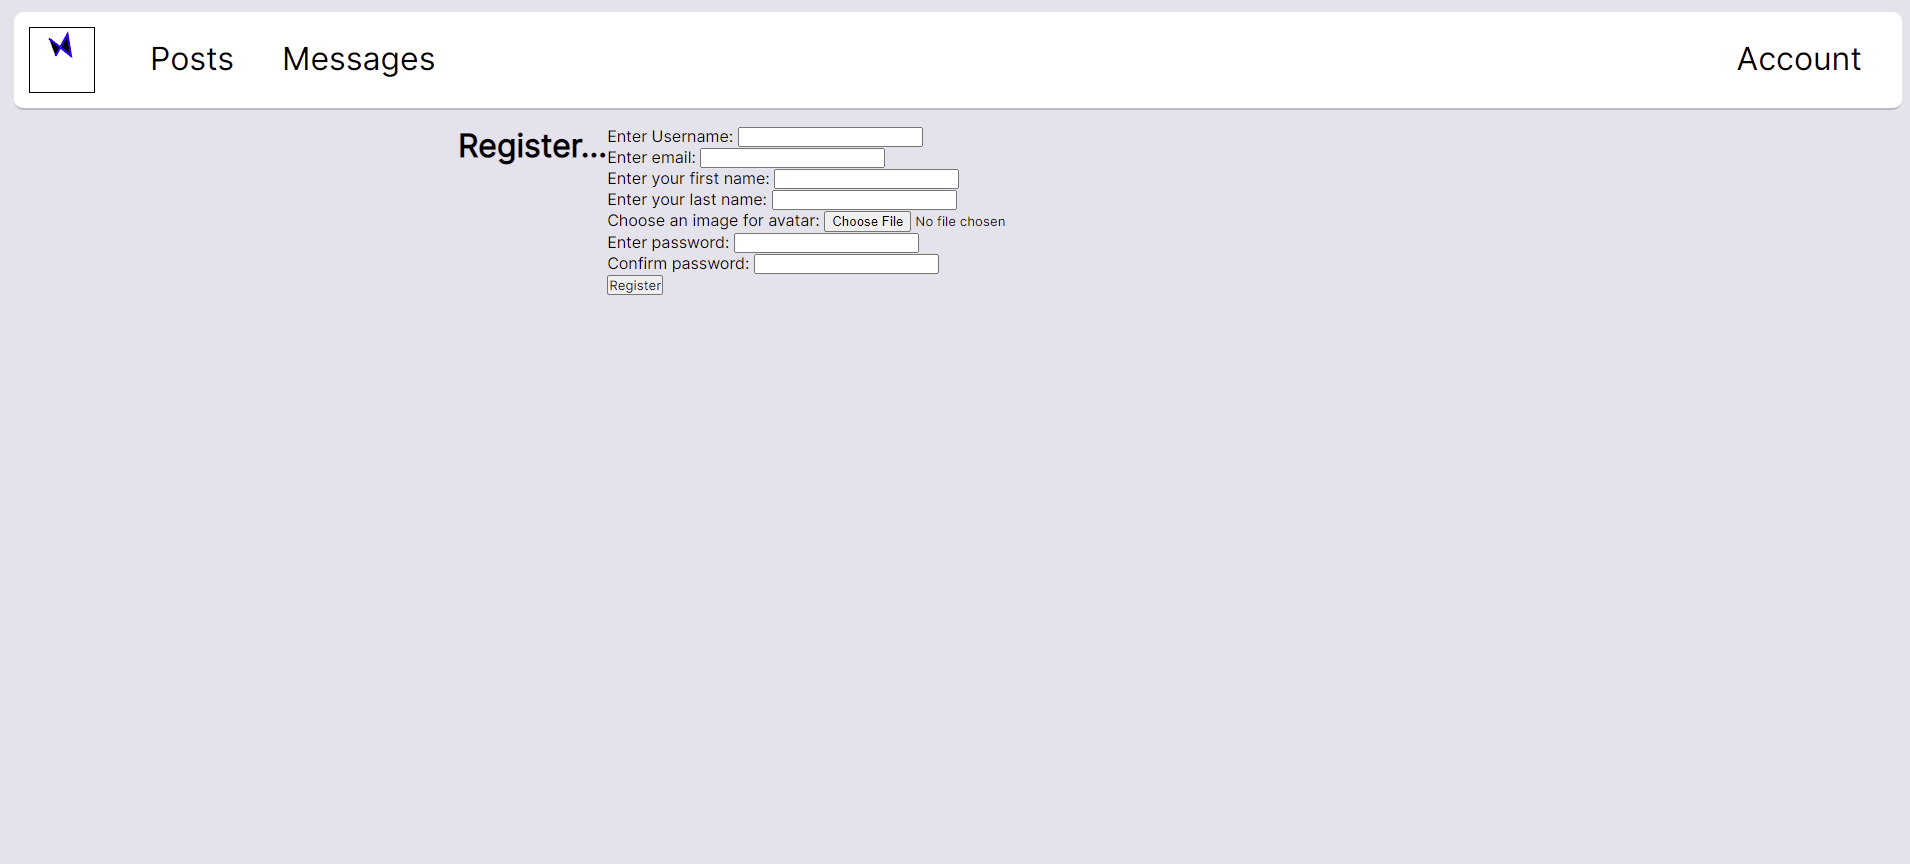 Posts Messages Account
Register...
Enter Username:
Enter email:
Enter your first name:
Enter your last name:
Choose an image for avatar: Choose File No file chosen
Enter password:
Confirm password:
Register